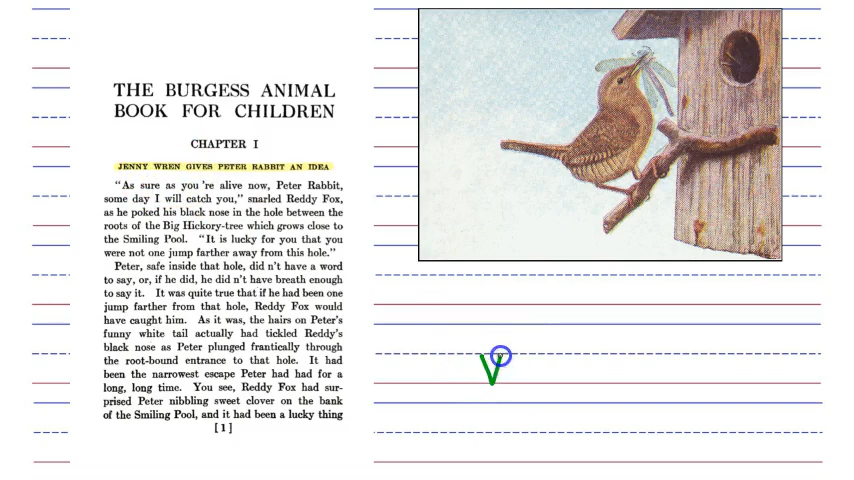 THE BURGESS ANIMAL
BOOK FOR CHILDREN
CHAPTER I
JENNY WREN GIVES PETER RABBIT AN IDEA
"As sure as you 're alive now, Peter Rabbit,
some day I will catch you," snarled Reddy Fox,
as he poked his black nose in the hole between the
roots of the Big Hickory-tree which grows close to
the Smiling Pool. "It is lucky for you that you
were not one jump farther away from this hole."
Peter, safe inside that hole, did n't have a word
to say, or, if he did, he did n't have breath enough
to say it. It was quite true that if he had been one
jump farther from that hole, Reddy Fox would
have caught him. As it was, the hairs on Peter's
funny white tail actually had tickled Reddy's
black nose as Peter plunged frantically through
the root-bound entrance to that hole. It had
been the narrowest escape Peter had had for a
long, long time. You see, Reddy Fox had sur-
prised Peter nibbling sweet clover on the bank
of the Smiling Pool, and it had been a lucky thing
[1]
v